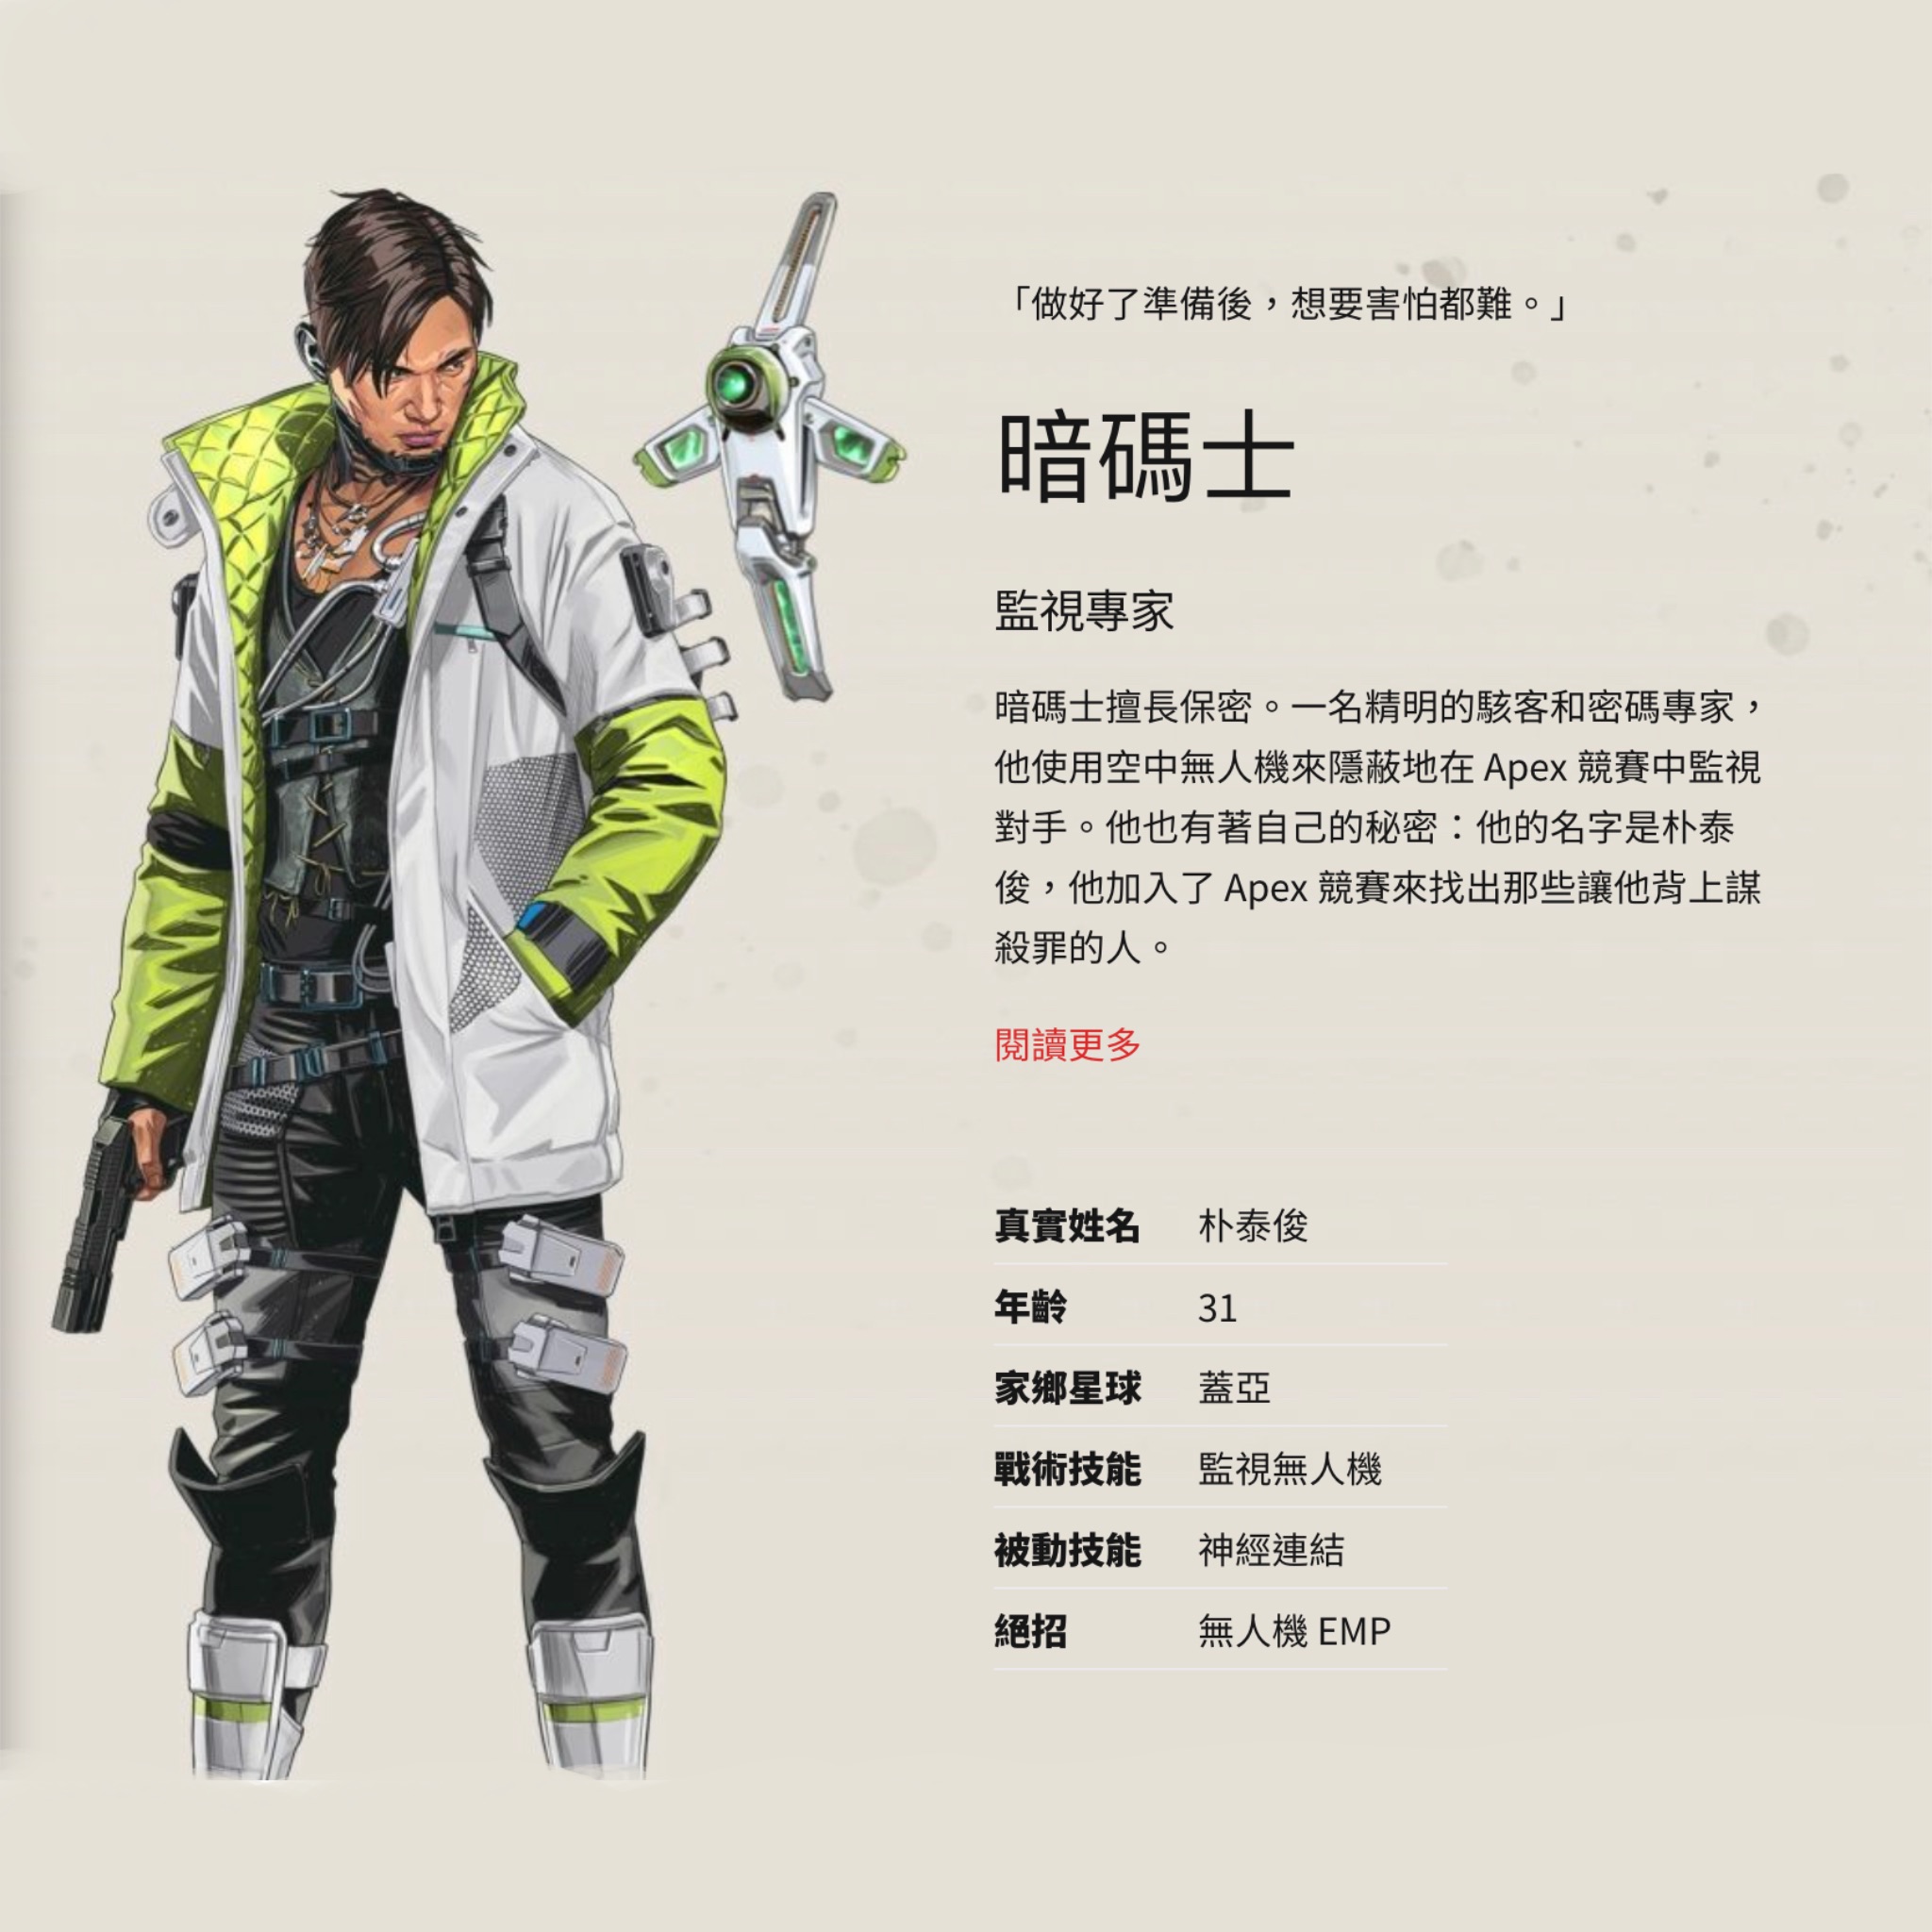 「做好了準備後，想要害怕都難。」
暗碼士
監視專家
暗碼士擅長保密。一名精明的駭客和密碼專家，
他使用空中無人機來隱蔽地在 Apex 競賽中監視
對手。他也有著自己的秘密：他的名字是朴泰
俊，他加入了 Apex 競賽來找出那些讓他背上謀
殺罪的人。
閱讀更多
真實姓名 朴泰俊
年齡 31
家鄉星球 蓋亞
戰術技能 監視無人機
被動技能 神經連結
絕招 無人機 EMP